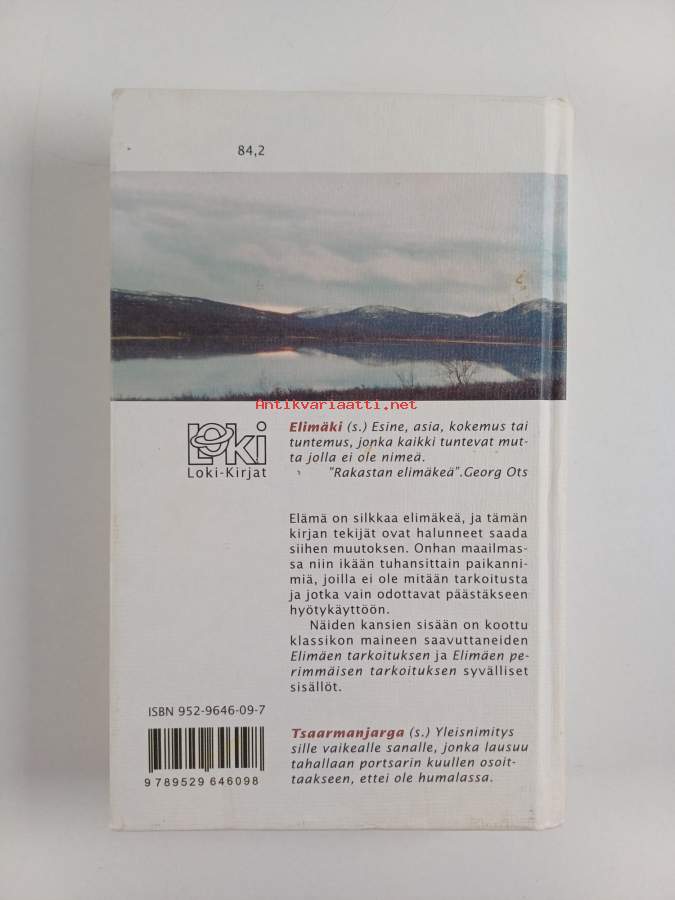 84,2
Antikvariaatti.net
Loki
Loki-Kirjat
Elimäki (s.) Esine, asia, kokemus tai
tuntemus, jonka kaikki tuntevat mut-
ta jolla ei ole nimeä.
"Rakastan elimäkeä".Georg Ots
Elämä on silkkaa elimäkeä, ja tämän
kirjan tekijät ovat halunneet saada
siihen muutoksen. Onhan maailmas-
sa niin ikään tuhansittain paikanni-
miä, joilla ei ole mitään tarkoitusta
ja jotka vain odottavat päästäkseen
hyötykäyttöön.
Näiden kansien sisään on koottu
klassikon maineen saavuttaneiden
Elimäen tarkoituksen ja Elimäen pe-
rimmäisen tarkoituksen syvälliset
sisällöt.
ISBN 952-9646-09-7
9 789529 646098
Tsaarmanjarga (s.) Yleisnimitys
sille vaikealle sanalle, jonka lausuu
tahallaan portsarin kuullen osoit-
taakseen, ettei ole humalassa.